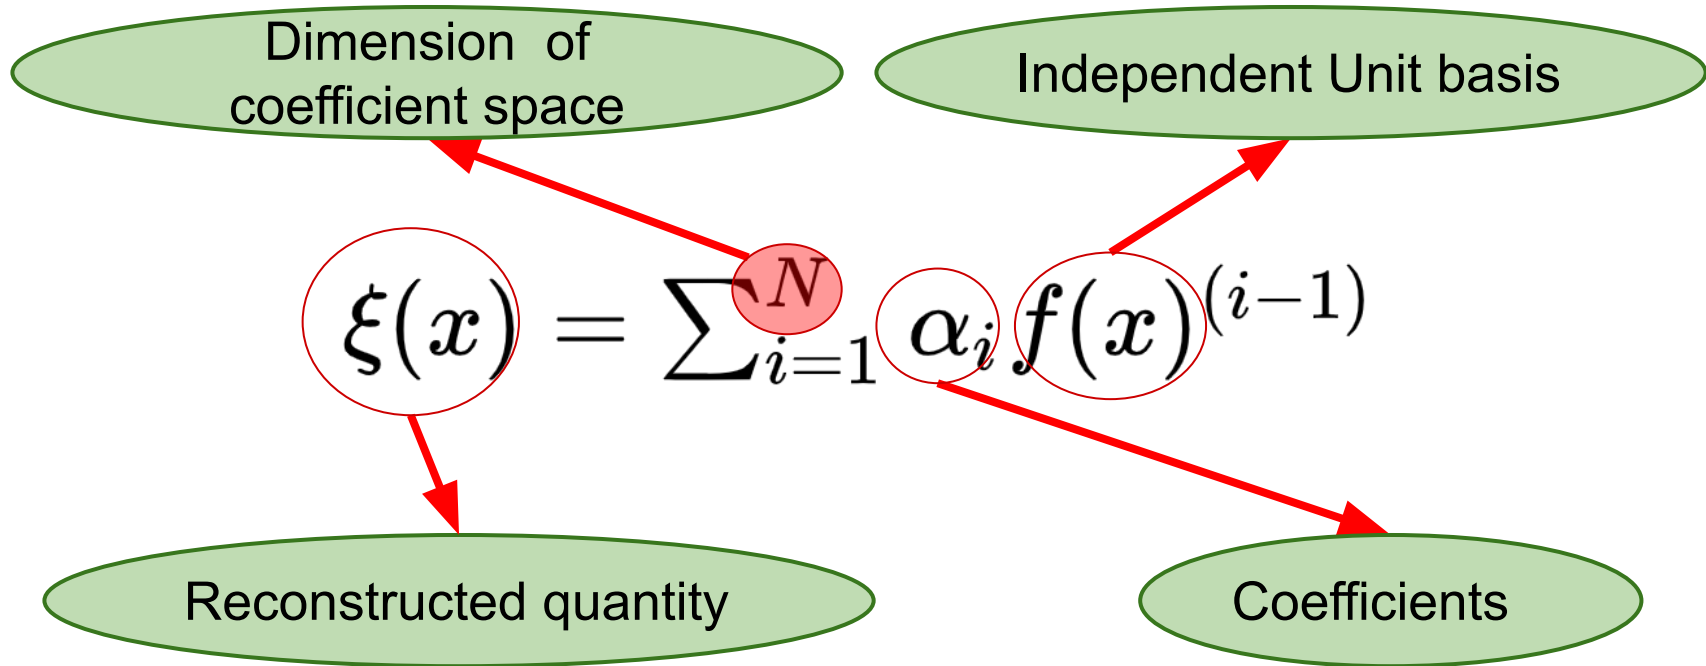 Dimension of
coefficient space
Independent Unit basis
ξ(x) = ∑_{i=1}^{N} α_i f(x)^{(i−1)}
Reconstructed quantity
Coefficients